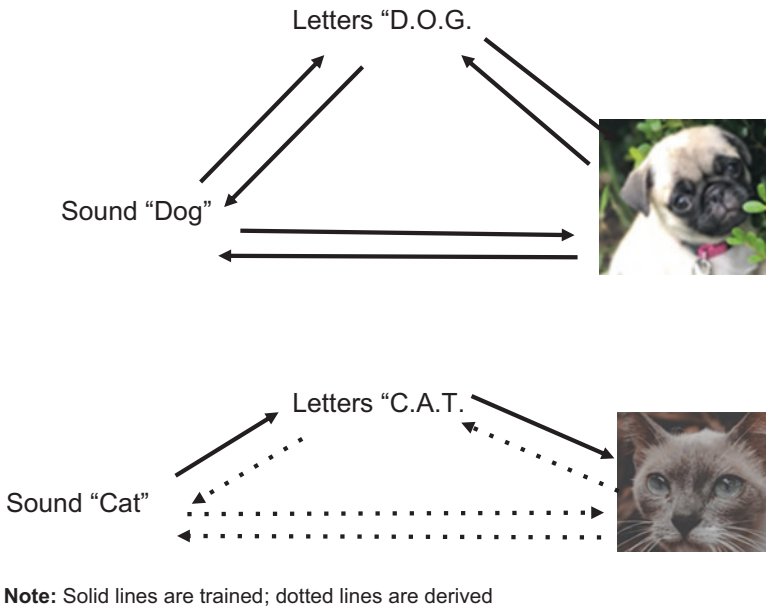 Letters “D.O.G.
Sound “Dog”
Letters “C.A.T.
Sound “Cat”
Note: Solid lines are trained; dotted lines are derived